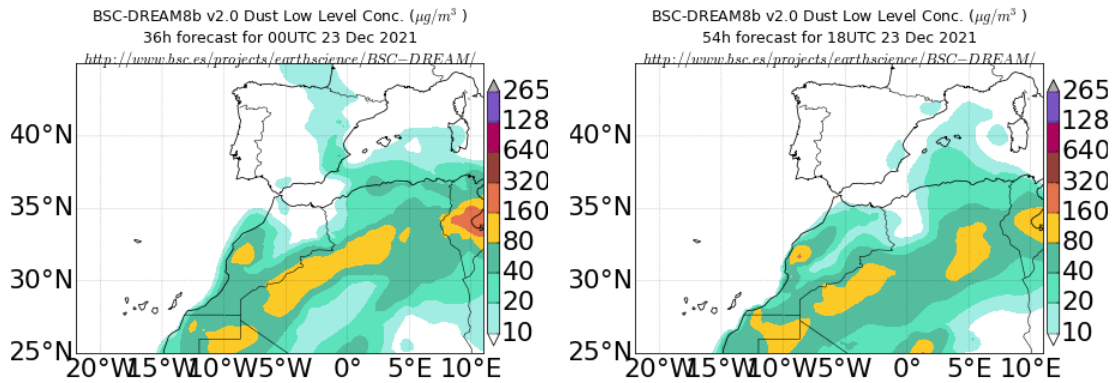 BSC-DREAM8b v2.0 Dust Low Level Conc. (μg/m³ )
36h forecast for 00UTC 23 Dec 2021
http://www.bsc.es/projects/earthscience/BSC−DREAM/
40°N
35°N
30°N
25°N
20°W
15°W
10°W
5°W
0°
5°E
10°E
265
128
640
320
160
80
40
20
10
BSC-DREAM8b v2.0 Dust Low Level Conc. (μg/m³ )
54h forecast for 18UTC 23 Dec 2021
http://www.bsc.es/projects/earthscience/BSC−DREAM/
40°N
35°N
30°N
25°N
20°W
15°W
10°W
5°W
0°
5°E
10°E
265
128
640
320
160
80
40
20
10